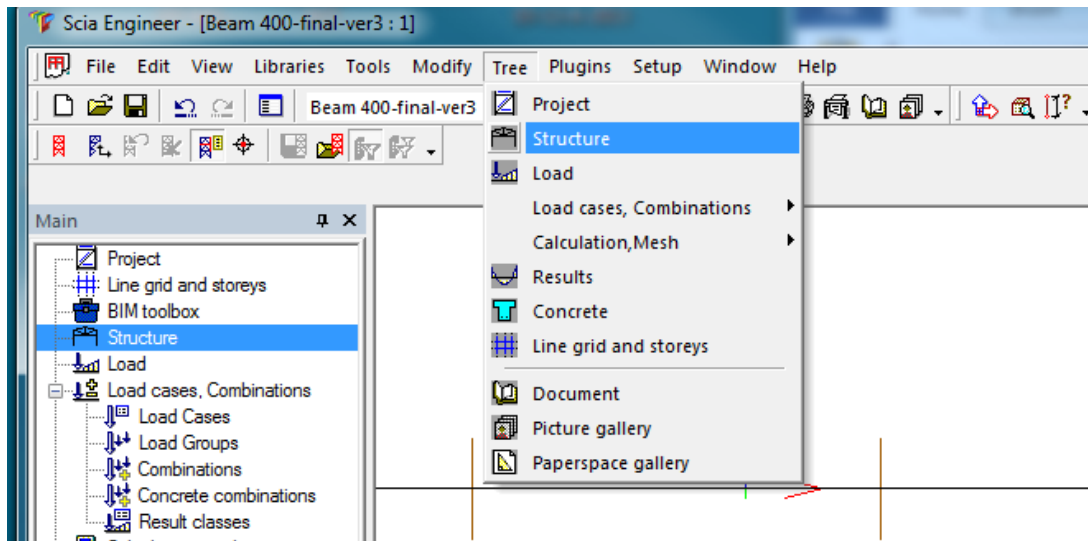 Scia Engineer - [Beam 400-final-ver3 : 1]
File Edit View Libraries Tools Modify Tree Plugins Setup Window Help
Beam 400-final-ver3
Project
Structure
Load
Load cases, Combinations
Calculation,Mesh
Results
Concrete
Line grid and storeys
Document
Picture gallery
Paperspace gallery
Main
Project
Line grid and storeys
BIM toolbox
Structure
Load
Load cases, Combinations
Load Cases
Load Groups
Combinations
Concrete combinations
Result classes